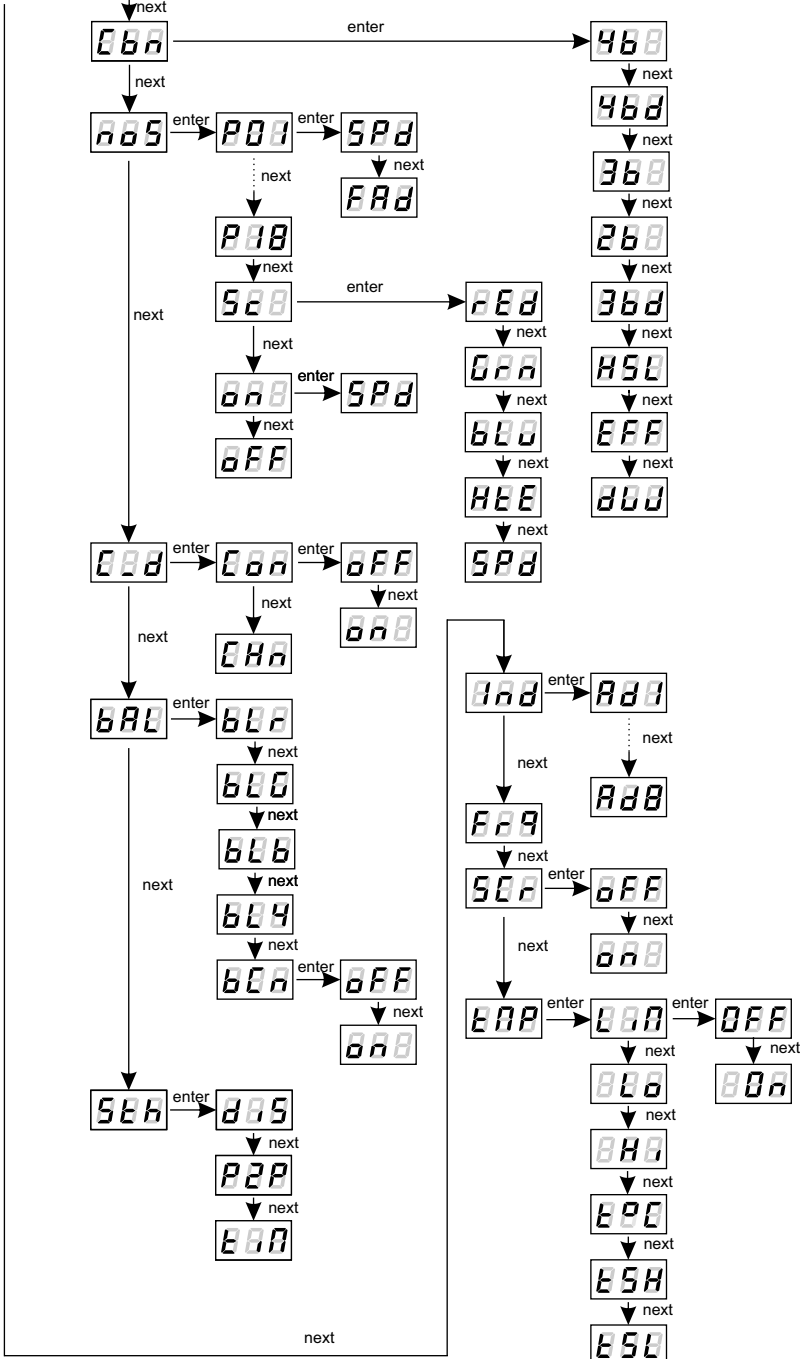 next
enter
Cbn 4b
next
next
4bd
enter enter
noS P01 SPd
next
next
3b
next
FAd
next
P18 2b
next next
enter
Sc rEd 3bd
next
next next
next
Grn HSL
enter
on SPd
next next
next
bLu EFF
oFF
next next
HtE dUJ
next
enter enter
C_d Con oFF SPd
next
next
on
next
CHn
enter enter
Ind Ad1
bAL bLr
next
next
next
bLG
Ad8
next
Frq
bLb
next
next
enter
SCr oFF
next
bL4
next
next
next
on
enter
bCn oFF
enter enter
next
tMP LiM OFF
on
next next
Lo On
enter
Sth diS
next
next
Hi
P2P
next
next
toC
tiM
next
tSH
next
next
tSL